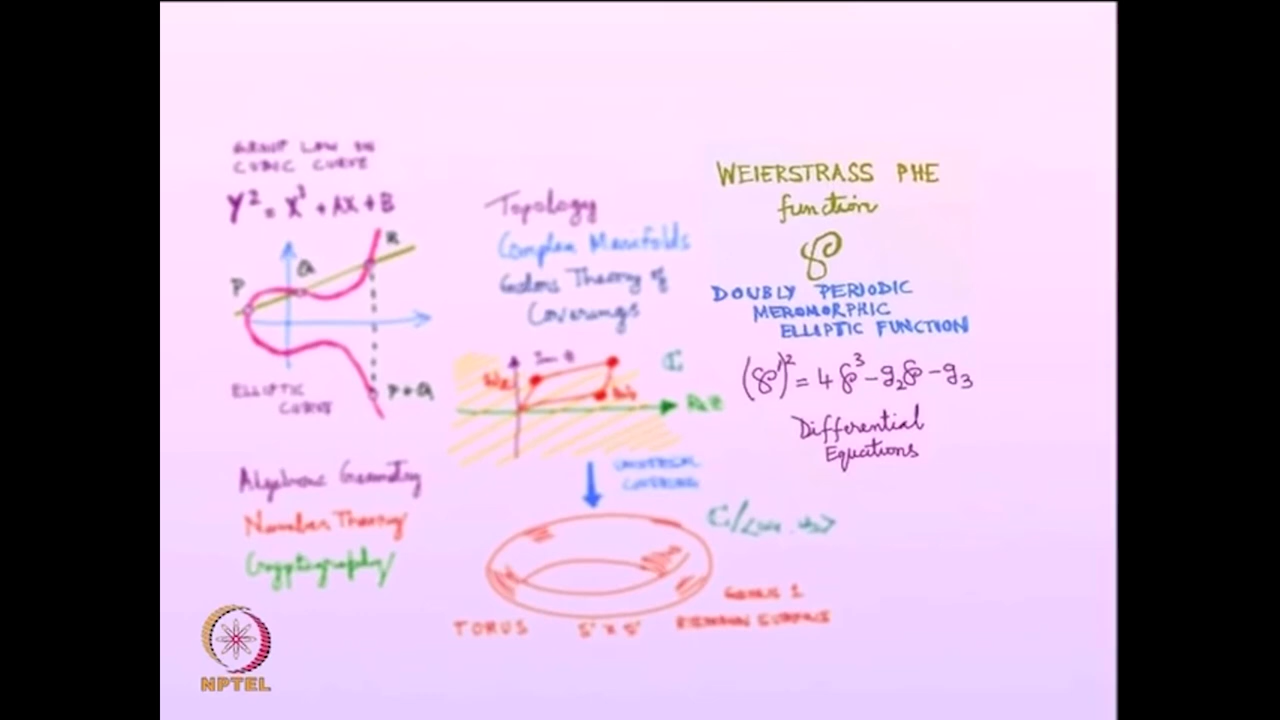 GROUP LAW ON
CUBIC CURVE
Y² = X³ + AX + B
R
Q
P
P+Q
ELLIPTIC
CURVE
Algebraic Geometry
Number Theory
Cryptography
Topology
Complex Manifolds
Galois Theory of
Coverings
Im z
ℂ
Re z
UNIVERSAL
COVERING
TORUS S¹ x S¹
GENUS 1
RIEMANN SURFACE
WEIERSTRASS PHE
function
℘
DOUBLY PERIODIC
MEROMORPHIC
ELLIPTIC FUNCTION
(℘')² = 4℘³ - g₂℘ - g₃
Differential
Equations
NPTEL